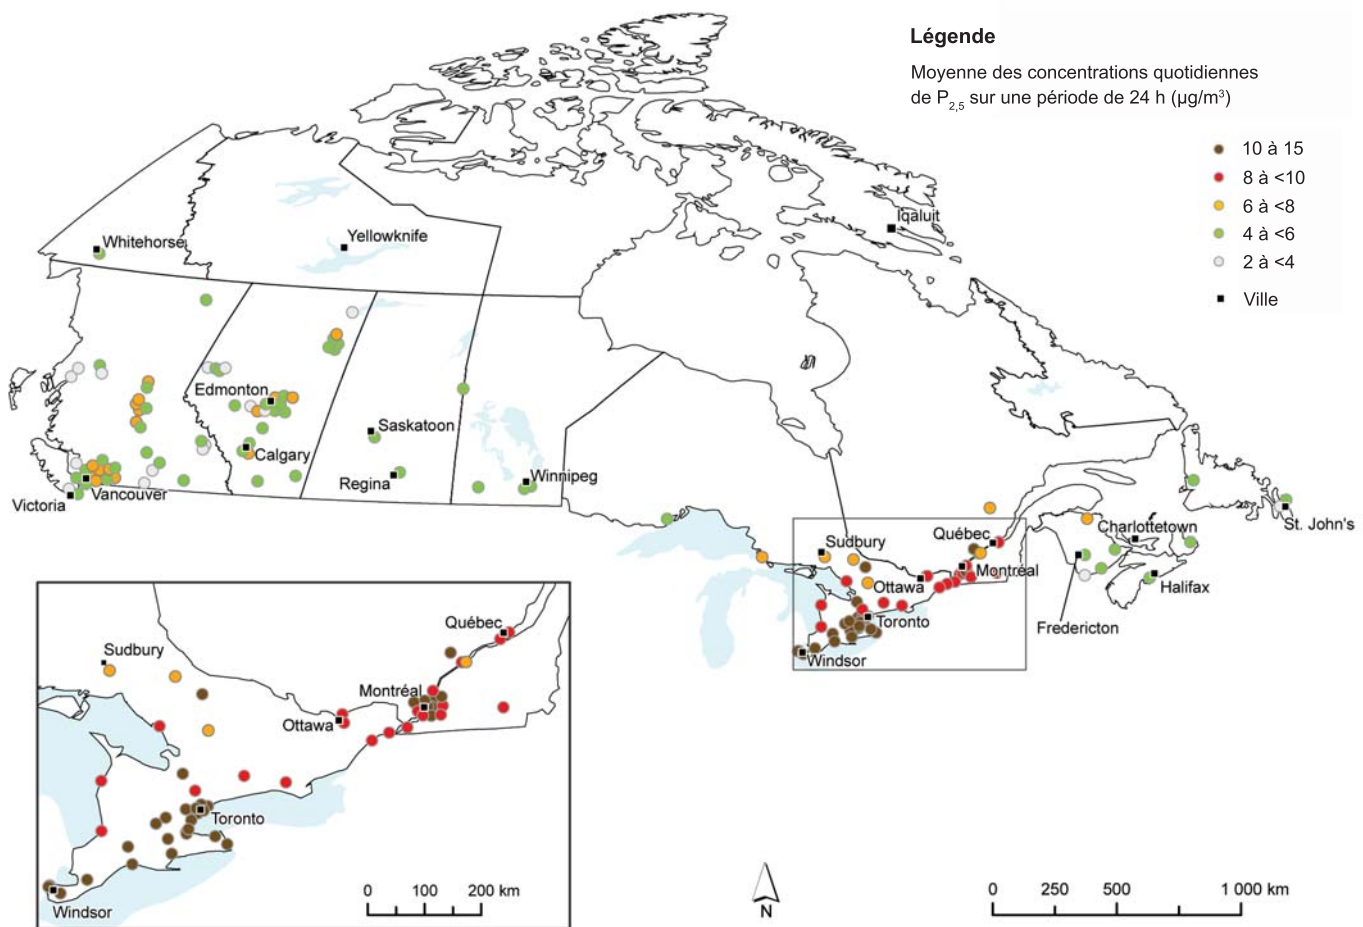 Légende
Moyenne des concentrations quotidiennes
de P2,5 sur une période de 24 h (µg/m³)
10 à 15
8 à <10
6 à <8
4 à <6
2 à <4
Ville
Iqaluit
Whitehorse
Yellowknife
Edmonton
Calgary
Saskatoon
Regina
Winnipeg
Victoria
Vancouver
Sudbury
Québec
Ottawa
Montréal
Toronto
Windsor
Charlottetown
St. John's
Halifax
Fredericton
Sudbury
Québec
Montréal
Ottawa
Toronto
Windsor
0 100 200 km
N
0 250 500 1 000 km